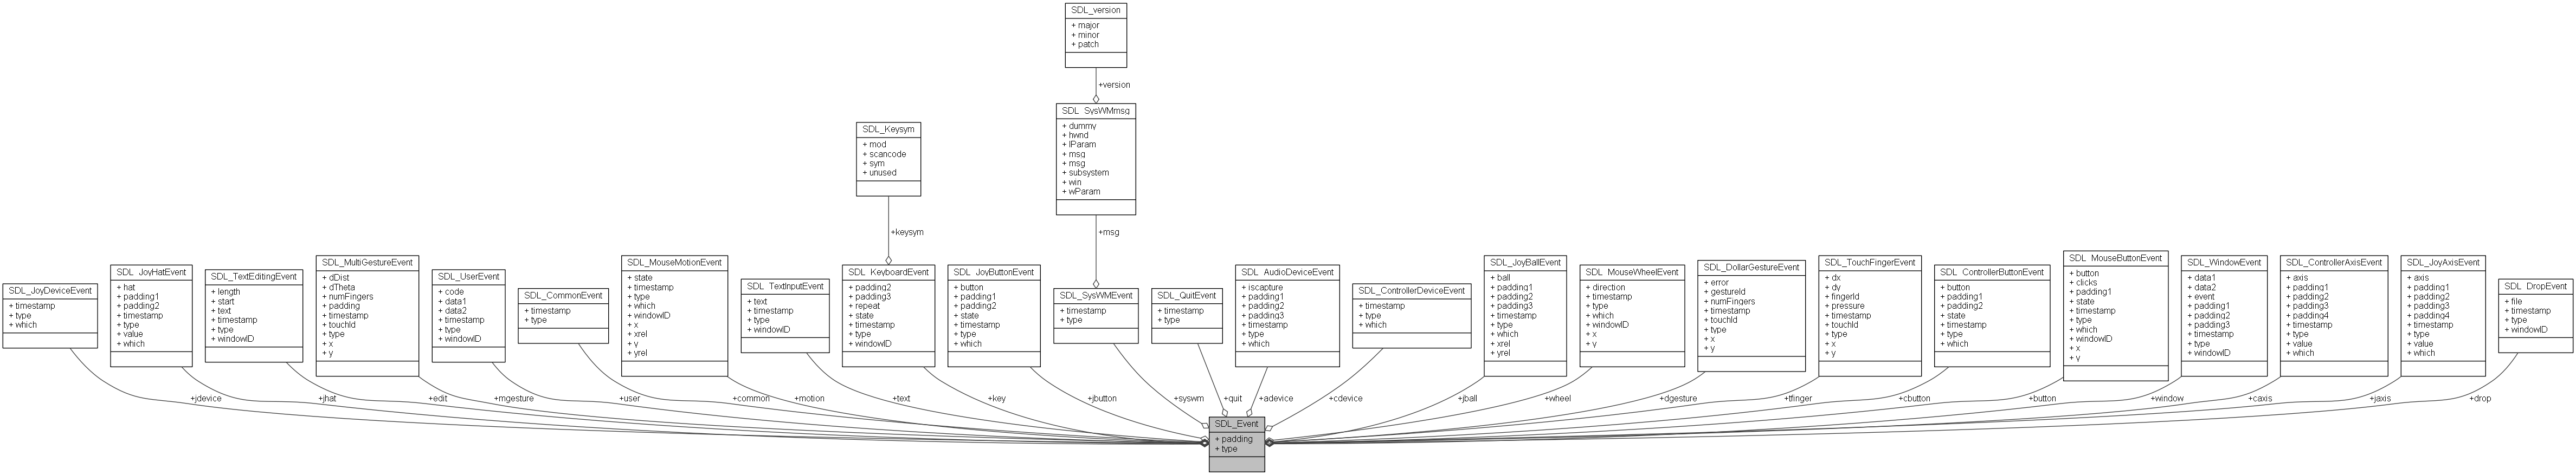 SDL_version
+ major
+ minor
+ patch
+version
SDL_SysWMmsg
+ dummy
+ hwnd
+ lParam
+ msg
+ msg
+ subsystem
+ win
+ wParam
+msg
SDL_Keysym
+ mod
+ scancode
+ sym
+ unused
+keysym
SDL_JoyDeviceEvent
+ timestamp
+ type
+ which
SDL_JoyHatEvent
+ hat
+ padding1
+ padding2
+ timestamp
+ type
+ value
+ which
SDL_TextEditingEvent
+ length
+ start
+ text
+ timestamp
+ type
+ windowID
SDL_MultiGestureEvent
+ dDist
+ dTheta
+ numFingers
+ padding
+ timestamp
+ touchId
+ type
+ x
+ y
SDL_UserEvent
+ code
+ data1
+ data2
+ timestamp
+ type
+ windowID
SDL_CommonEvent
+ timestamp
+ type
SDL_MouseMotionEvent
+ state
+ timestamp
+ type
+ which
+ windowID
+ x
+ xrel
+ y
+ yrel
SDL_TextInputEvent
+ text
+ timestamp
+ type
+ windowID
SDL_KeyboardEvent
+ padding2
+ padding3
+ repeat
+ state
+ timestamp
+ type
+ windowID
SDL_JoyButtonEvent
+ button
+ padding1
+ padding2
+ state
+ timestamp
+ type
+ which
SDL_SysWMEvent
+ timestamp
+ type
SDL_QuitEvent
+ timestamp
+ type
SDL_AudioDeviceEvent
+ iscapture
+ padding1
+ padding2
+ padding3
+ timestamp
+ type
+ which
SDL_ControllerDeviceEvent
+ timestamp
+ type
+ which
SDL_JoyBallEvent
+ ball
+ padding1
+ padding2
+ padding3
+ timestamp
+ type
+ which
+ xrel
+ yrel
SDL_MouseWheelEvent
+ direction
+ timestamp
+ type
+ which
+ windowID
+ x
+ y
SDL_DollarGestureEvent
+ error
+ gestureId
+ numFingers
+ timestamp
+ touchId
+ type
+ x
+ y
SDL_TouchFingerEvent
+ dx
+ dy
+ fingerId
+ pressure
+ timestamp
+ touchId
+ type
+ x
+ y
SDL_ControllerButtonEvent
+ button
+ padding1
+ padding2
+ state
+ timestamp
+ type
+ which
SDL_MouseButtonEvent
+ button
+ clicks
+ padding1
+ state
+ timestamp
+ type
+ which
+ windowID
+ x
+ y
SDL_WindowEvent
+ data1
+ data2
+ event
+ padding1
+ padding2
+ padding3
+ timestamp
+ type
+ windowID
SDL_ControllerAxisEvent
+ axis
+ padding1
+ padding2
+ padding3
+ padding4
+ timestamp
+ type
+ value
+ which
SDL_JoyAxisEvent
+ axis
+ padding1
+ padding2
+ padding3
+ padding4
+ timestamp
+ type
+ value
+ which
SDL_DropEvent
+ file
+ timestamp
+ type
+ windowID
+jdevice
+jhat
+edit
+mgesture
+user
+common
+motion
+text
+key
+jbutton
+syswm
+quit
+adevice
+cdevice
+jball
+wheel
+dgesture
+tfinger
+cbutton
+button
+window
+caxis
+jaxis
+drop
SDL_Event
+ padding
+ type